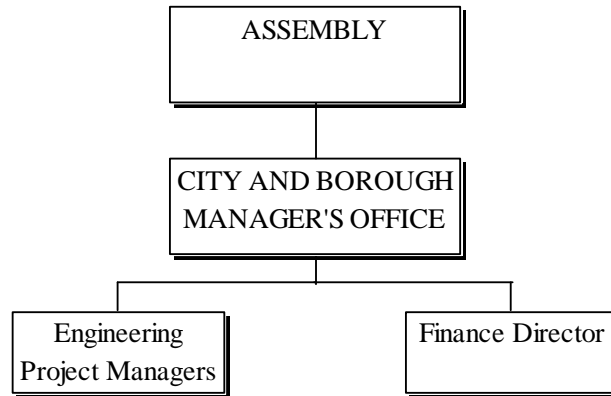 ASSEMBLY
CITY AND BOROUGH
MANAGER'S OFFICE
Engineering
Project Managers
Finance Director